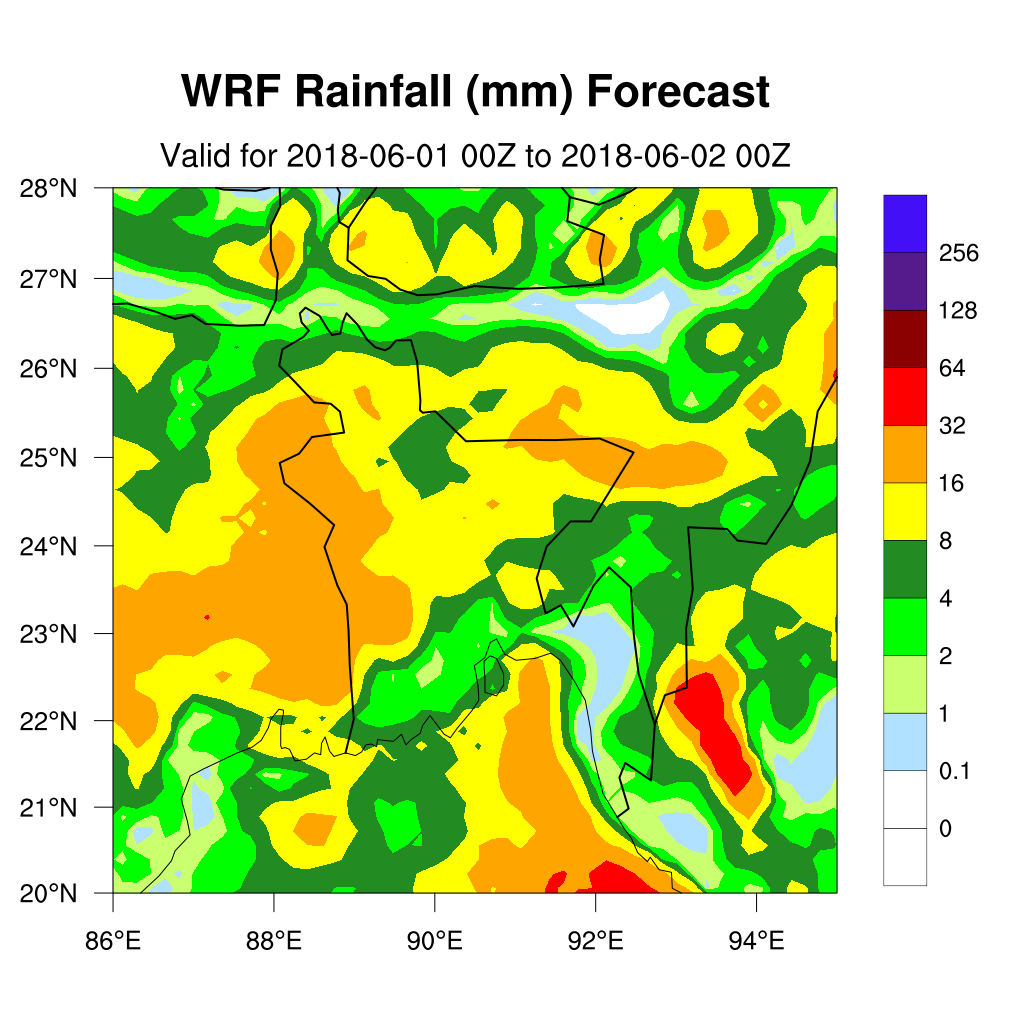 WRF Rainfall (mm) Forecast
Valid for 2018-06-01 00Z to 2018-06-02 00Z
28°N
27°N
26°N
25°N
24°N
23°N
22°N
21°N
20°N
86°E 88°E 90°E 92°E 94°E
256
128
64
32
16
8
4
2
1
0.1
0